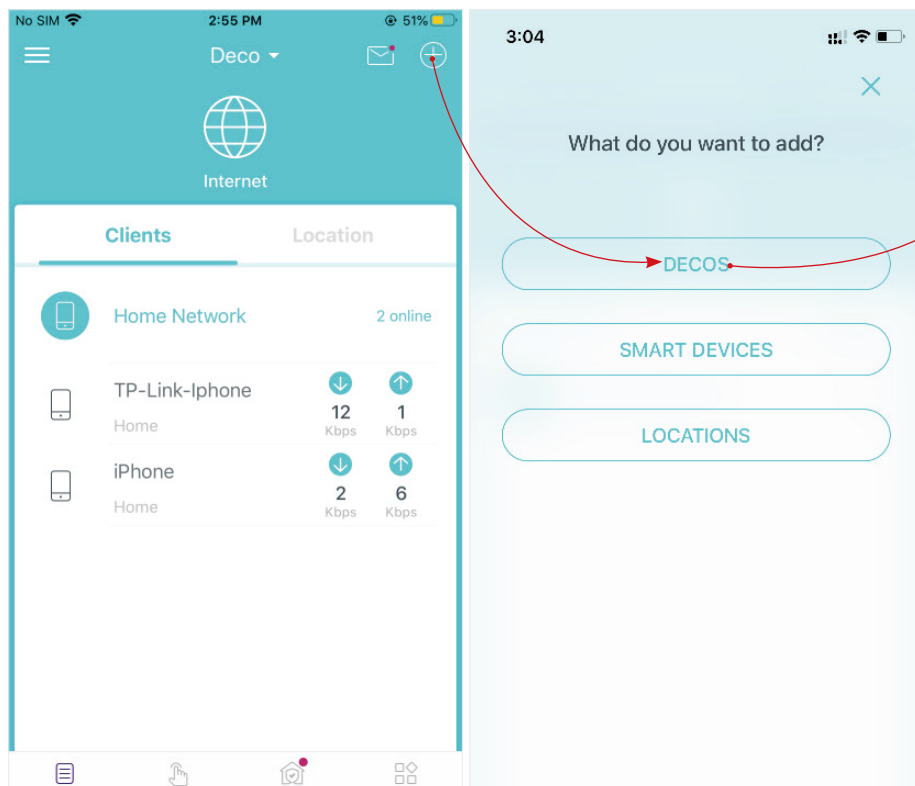 No SIM 2:55 PM 51%
Deco
Internet
Clients Location
Home Network 2 online
TP-Link-Iphone
12 1
Home Kbps Kbps
iPhone
2 6
Home Kbps Kbps
3:04
What do you want to add?
DECOS
SMART DEVICES
LOCATIONS